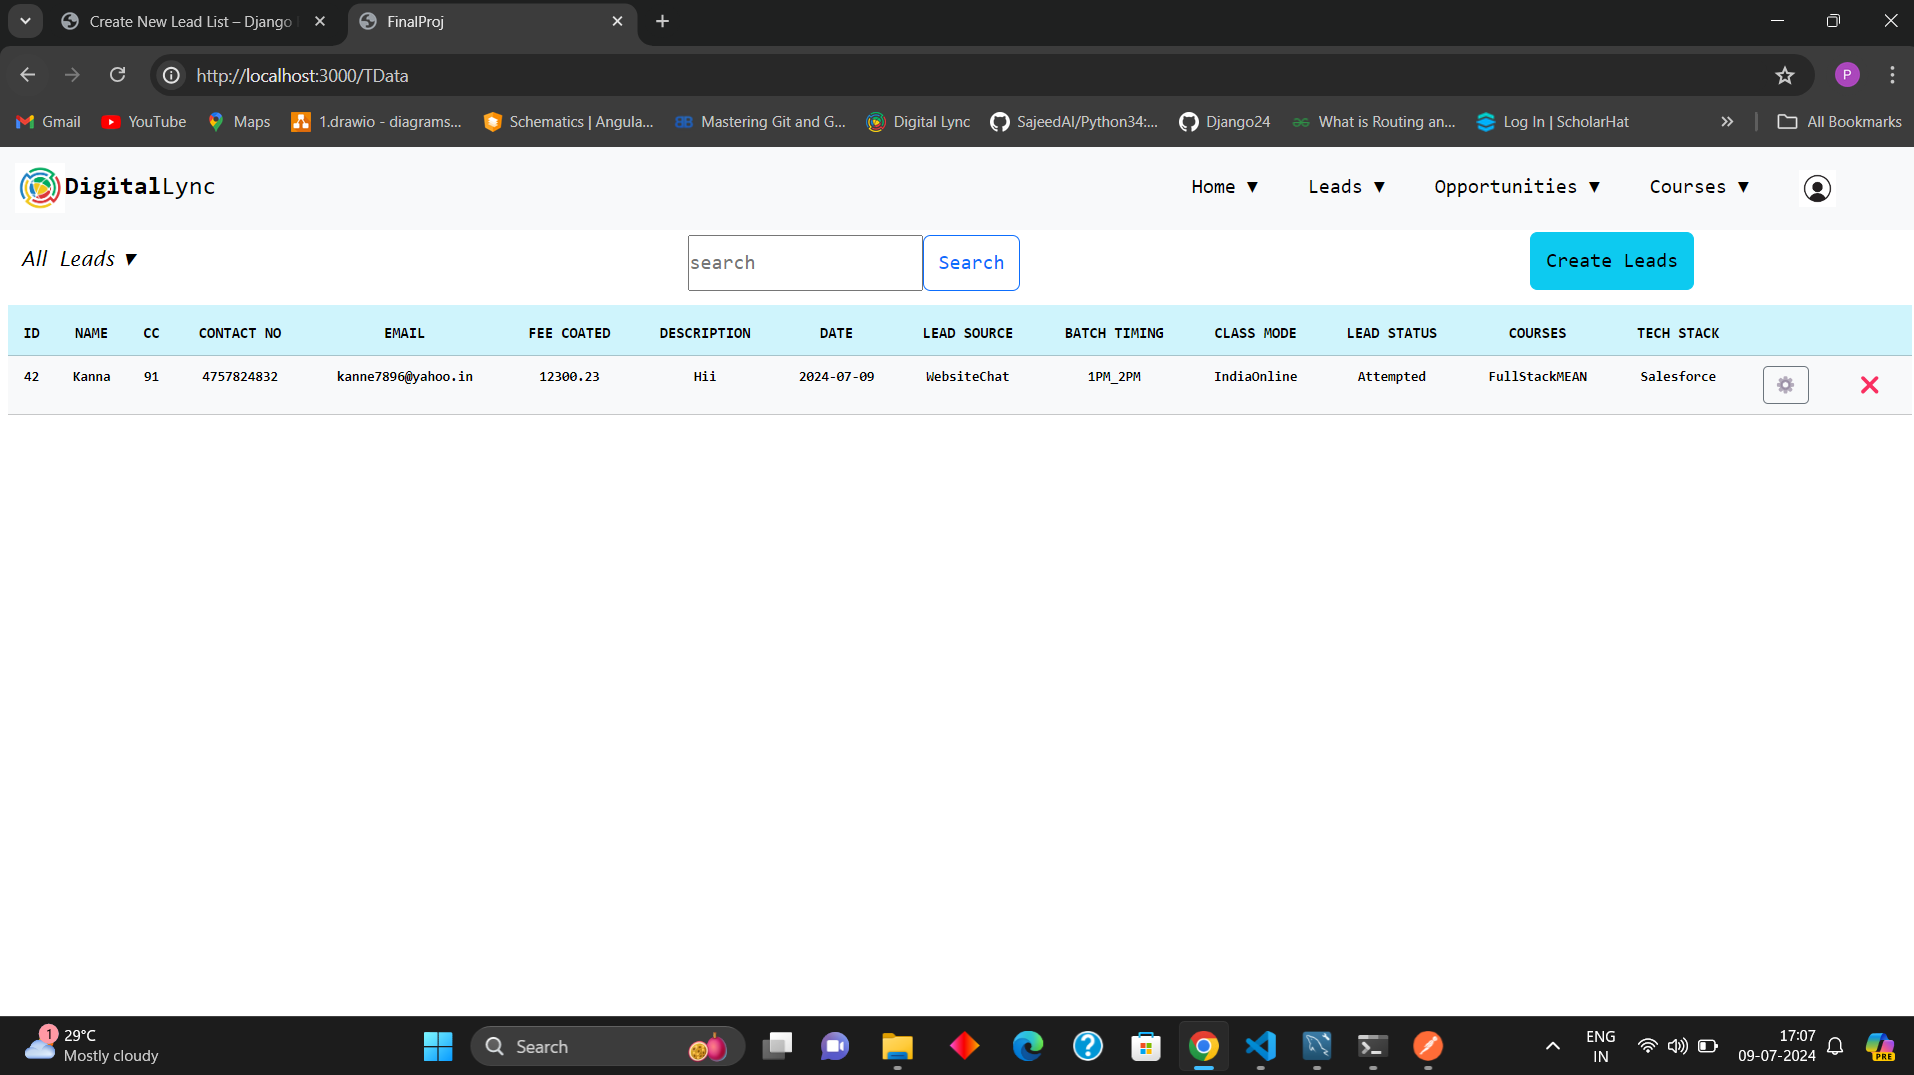 Create New Lead List – Django
FinalProj
http://localhost:3000/TData
P
Gmail
YouTube
Maps
1.drawio - diagrams...
Schematics | Angula...
Mastering Git and G...
Digital Lync
SajeedAI/Python34:...
Django24
What is Routing an...
Log In | ScholarHat
All Bookmarks
DigitalLync
Home ▼
Leads ▼
Opportunities ▼
Courses ▼
All Leads ▼
search
Search
Create Leads
ID NAME CC CONTACT NO EMAIL FEE COATED DESCRIPTION DATE LEAD SOURCE BATCH TIMING CLASS MODE LEAD STATUS COURSES TECH STACK
42 Kanna 91 4757824832 kanne7896@yahoo.in 12300.23 Hii 2024-07-09 WebsiteChat 1PM_2PM IndiaOnline Attempted FullStackMEAN Salesforce
1
29°C
Mostly cloudy
Search
ENG
IN
17:07
09-07-2024
PRE